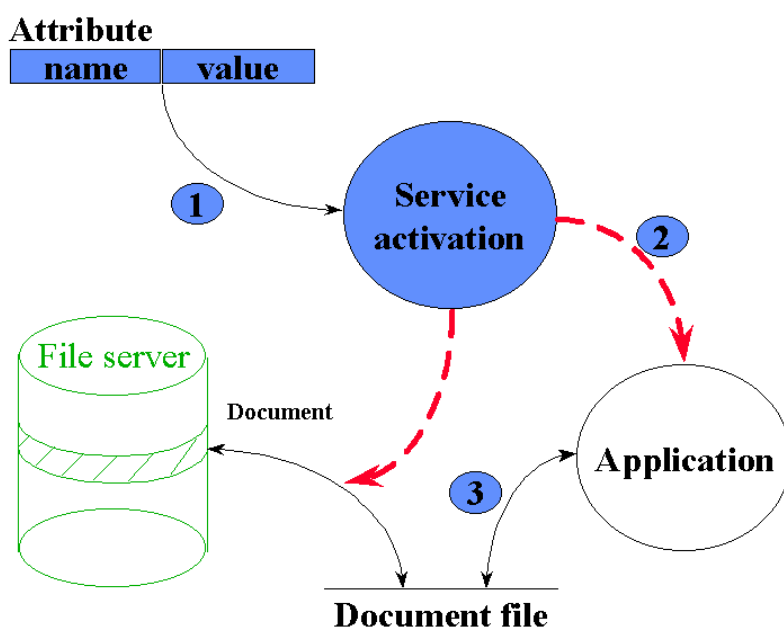 Attribute
name value
1
Service
activation
2
File server
Document
3
Application
Document file